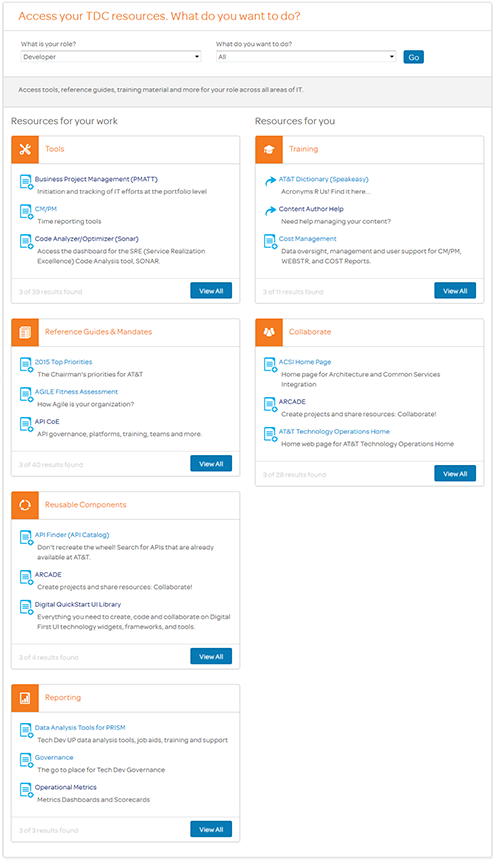 Access your TDC resources. What do you want to do?
What is your role?
What do you want to do?
Developer
All
Go
Access tools, reference guides, training material and more for your role across all areas of IT.
Resources for your work
Tools
Business Project Management (PMATT)
Initiation and tracking of IT efforts at the portfolio level
CM/PM
Time reporting tools
Code Analyzer/Optimizer (Sonar)
Access the dashboard for the SRE (Service Realization
Excellence) Code Analysis tool, SONAR.
3 of 39 results found
View All
Reference Guides & Mandates
2015 Top Priorities
The Chairman's priorities for AT&T
AGILE Fitness Assessment
How Agile is your organization?
API CoE
API governance, platforms, training, teams and more.
3 of 40 results found
View All
Reusable Components
API Finder (API Catalog)
Don't recreate the wheel! Search for APIs that are already
available at AT&T.
ARCADE
Create projects and share resources: Collaborate!
Digital QuickStart UI Library
Everything you need to create, code and collaborate on Digital
First UI technology widgets, frameworks, and tools.
3 of 4 results found
View All
Reporting
Data Analysis Tools for PRISM
Tech Dev UP data analysis tools, job aids, training and support
Governance
The go to place for Tech Dev Governance
Operational Metrics
Metrics Dashboards and Scorecards
3 of 3 results found
View All
Resources for you
Training
AT&T Dictionary (Speakeasy)
Acronyms R Us! Find it here...
Content Author Help
Need help managing your content?
Cost Management
Data oversight, management and user support for CM/PM,
WEBSTR, and COST Reports.
3 of 11 results found
View All
Collaborate
ACSI Home Page
Home page for Architecture and Common Services
Integration
ARCADE
Create projects and share resources: Collaborate!
AT&T Technology Operations Home
Home web page for AT&T Technology Operations Home
3 of 28 results found
View All